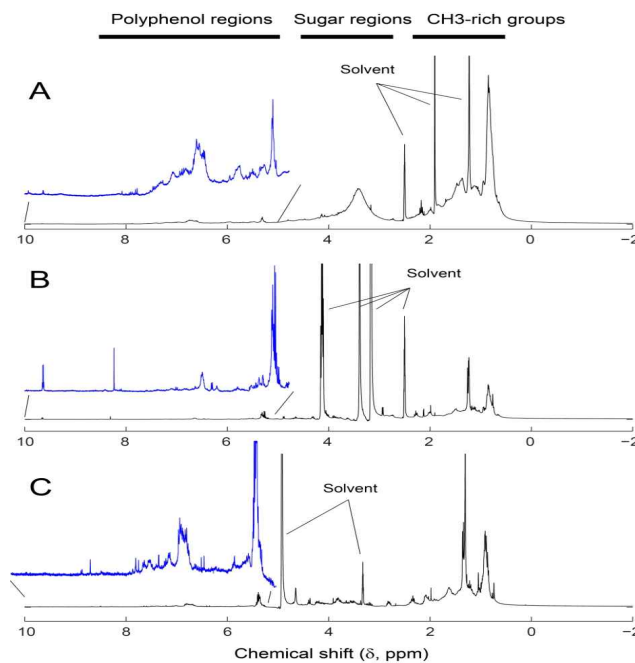 Polyphenol regions Sugar regions CH3-rich groups
A
Solvent
10 8 6 4 2 0 −2
B
Solvent
10 8 6 4 2 0 −2
C
Solvent
10 8 6 4 2 0 −2
Chemical shift (δ, ppm)